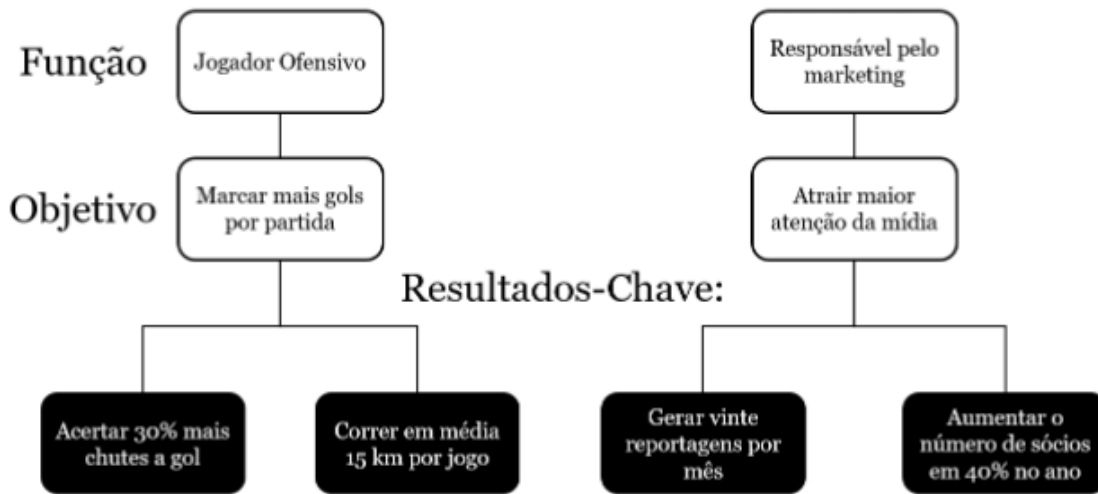 Função
Jogador Ofensivo
Responsável pelo
marketing
Objetivo
Marcar mais gols
por partida
Atrair maior
atenção da mídia
Resultados-Chave:
Acertar 30% mais
chutes a gol
Correr em média
15 km por jogo
Gerar vinte
reportagens por
mês
Aumentar o
número de sócios
em 40% no ano